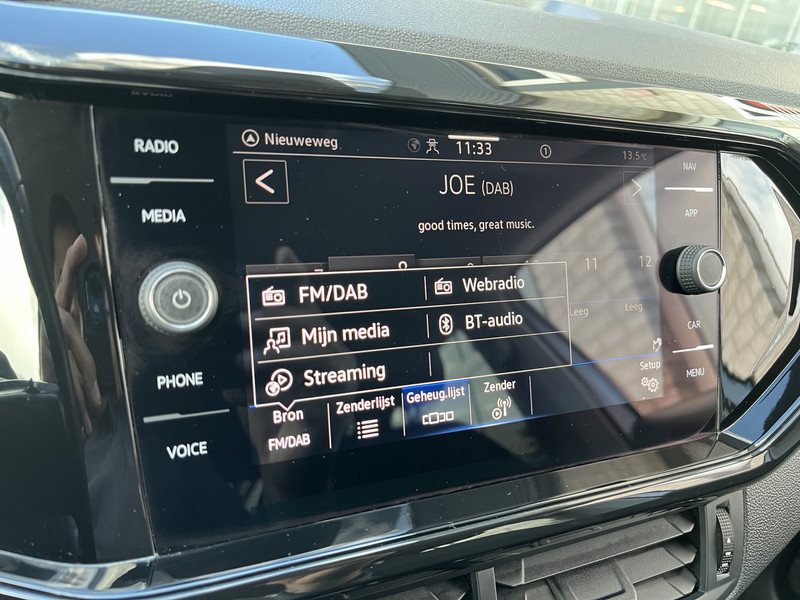 RADIO
MEDIA
PHONE
VOICE
Nieuweweg
11:33
1
13.5°C
JOE (DAB)
good times, great music.
11
12
Leeg
Leeg
FM/DAB
Webradio
Mijn media
BT-audio
Streaming
Bron
FM/DAB
Zenderlijst
Geheug.lijst
Zender
Setup
NAV
APP
CAR
MENU